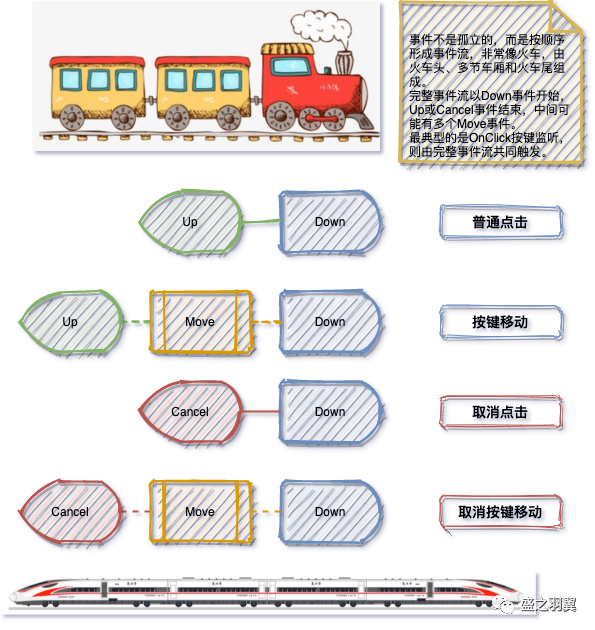 事件不是孤立的，而是按顺序
形成事件流，非常像火车，由
火车头、多节车厢和火车尾组
成。
完整事件流以Down事件开始，
Up或Cancel事件结束，中间可
能有多个Move事件。
最典型的是OnClick按键监听，
则由完整事件流共同触发。
Up Down 普通点击
Up Move Down 按键移动
Cancel Down 取消点击
Cancel Move Down 取消按键移动
盛之羽翼